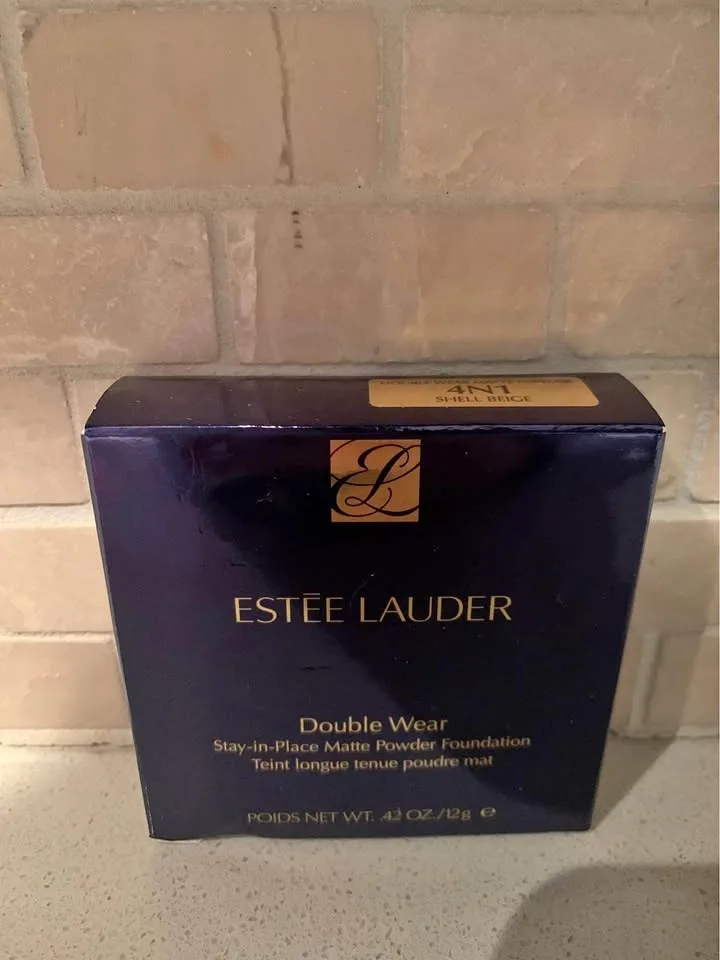 4N1
SHELL BEIGE
EL
ESTĒE LAUDER
Double Wear
Stay-in-Place Matte Powder Foundation
Teint longue tenue poudre mat
POIDS NET WT. .42 OZ./12g ℮